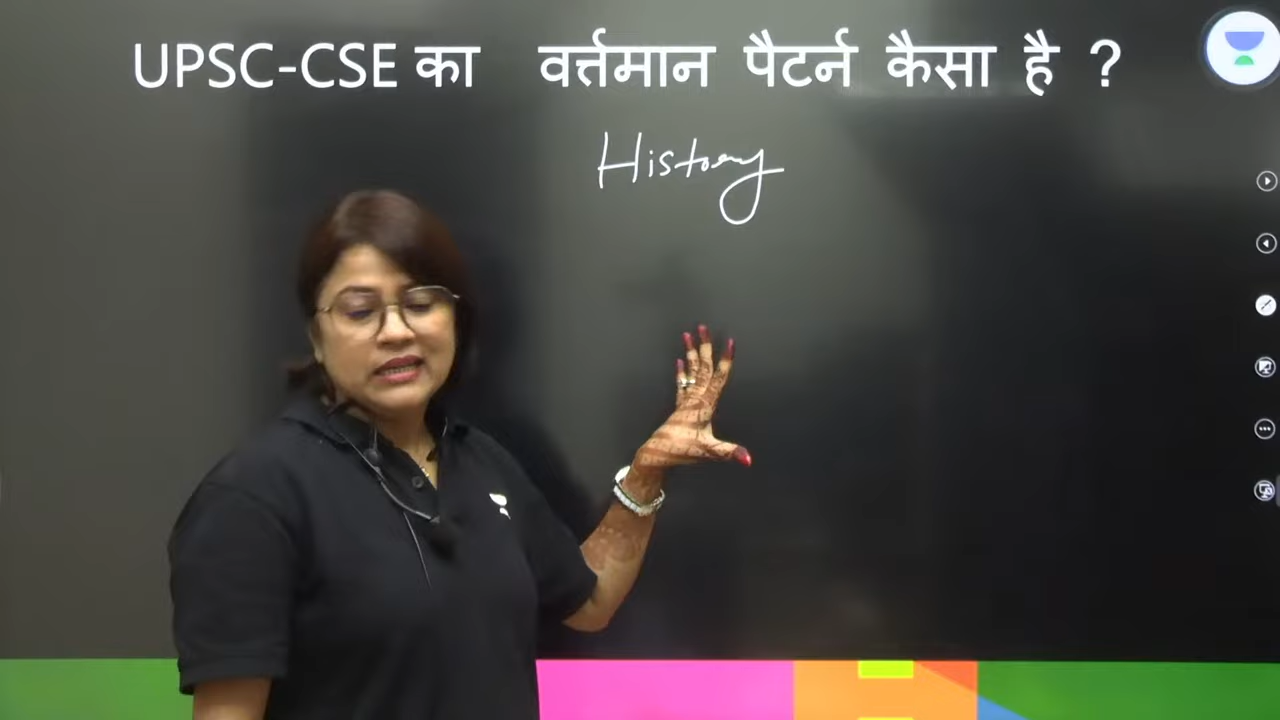 UPSC-CSE का वर्त्तमान पैटर्न कैसा है ?
History